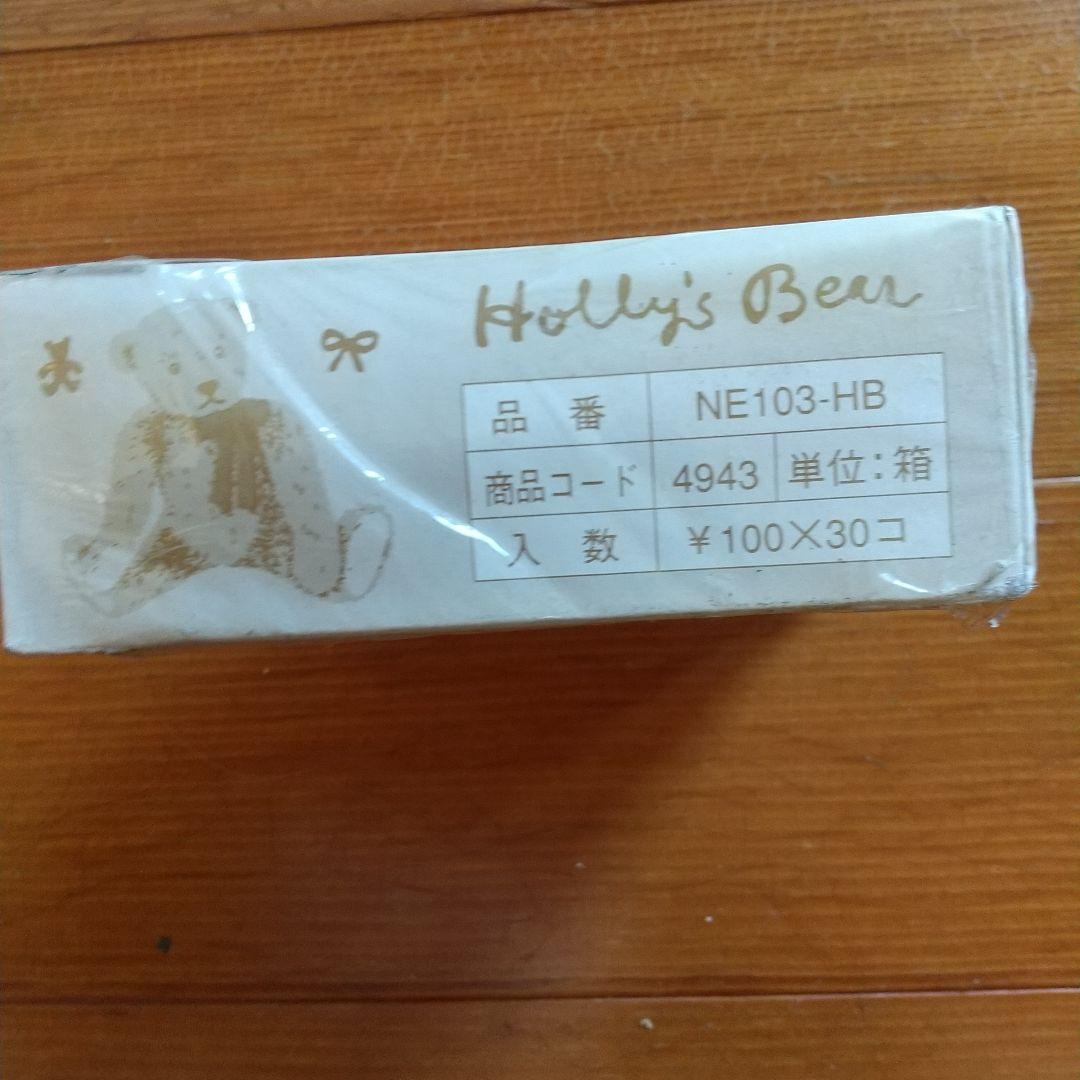 Holly's Bear
品 番 NE103-HB
商品コード 4943 単位:箱
入 数 ¥100×30コ